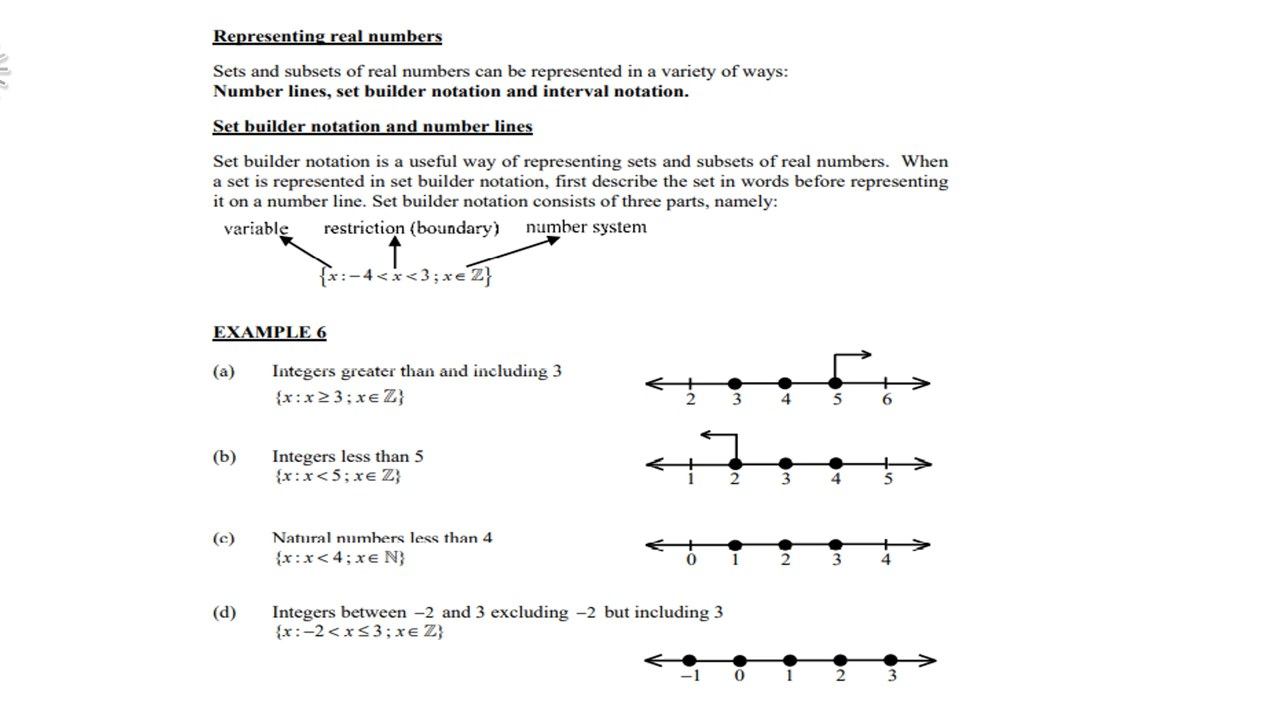 Representing real numbers
Sets and subsets of real numbers can be represented in a variety of ways:
Number lines, set builder notation and interval notation.
Set builder notation and number lines
Set builder notation is a useful way of representing sets and subsets of real numbers. When
a set is represented in set builder notation, first describe the set in words before representing
it on a number line. Set builder notation consists of three parts, namely:
variable restriction (boundary) number system
{x:−4<x<3;x∈ℤ}
EXAMPLE 6
(a) Integers greater than and including 3
{x:x≥3;x∈ℤ}
2 3 4 5 6
(b) Integers less than 5
{x:x<5;x∈ℤ}
1 2 3 4 5
(c) Natural numbers less than 4
{x:x<4;x∈ℕ}
0 1 2 3 4
(d) Integers between −2 and 3 excluding −2 but including 3
{x:−2<x≤3;x∈ℤ}
−1 0 1 2 3